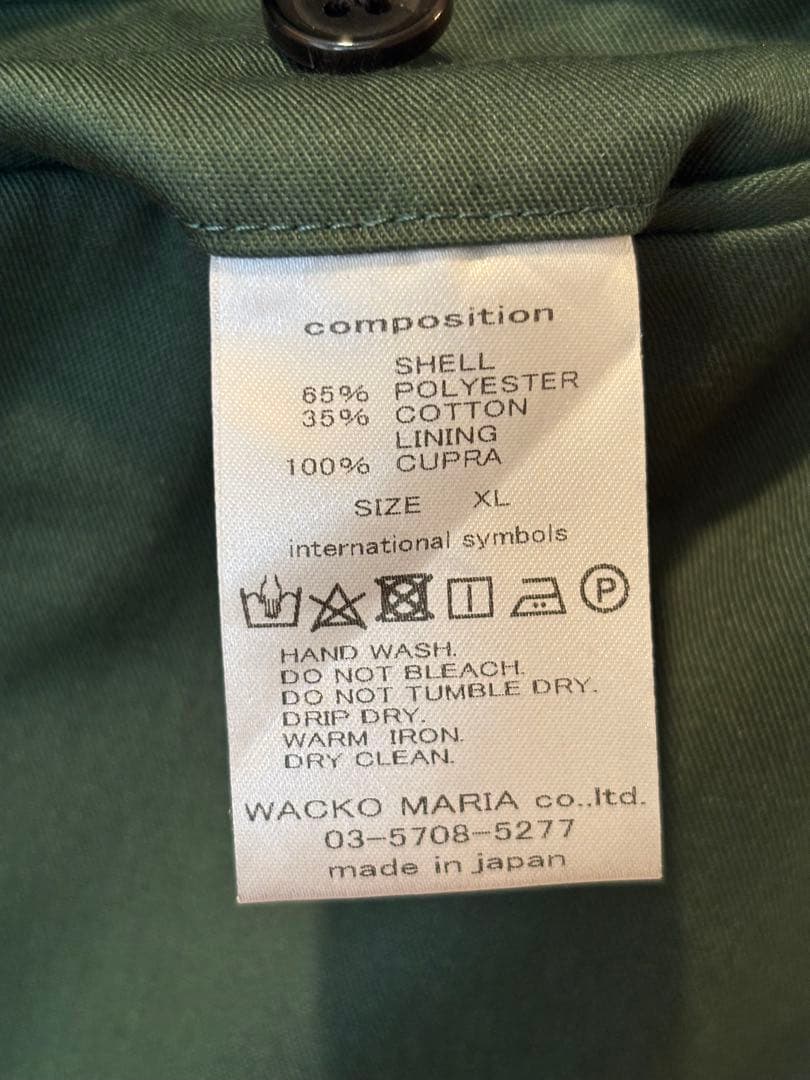 composition
SHELL
65% POLYESTER
35% COTTON
LINING
100% CUPRA
SIZE XL
international symbols
P
HAND WASH.
DO NOT BLEACH.
DO NOT TUMBLE DRY.
DRIP DRY.
WARM IRON.
DRY CLEAN.
WACKO MARIA co.,ltd.
03-5708-5277
made in japan